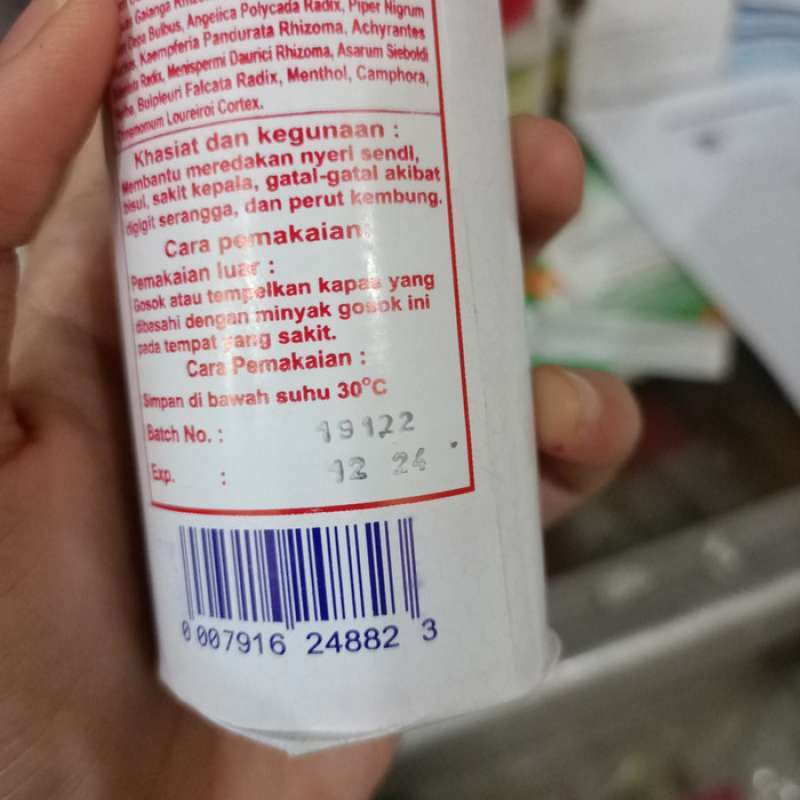 Galanga
Bulbus, Angelica Polycada Radix, Piper Nigrum
Kaempferia Pandurata Rhizoma, Achyrantes
Radix, Menispermi Daurici Rhizoma, Asarum Sieboldi
Bulpleuri Falcata Radix, Menthol, Camphora,
Loureiroi Cortex.
Khasiat dan kegunaan :
Membantu meredakan nyeri sendi,
bisul, sakit kepala, gatal-gatal akibat
digigit serangga, dan perut kembung.
Cara pemakaian:
Pemakaian luar :
Gosok atau tempelkan kapas yang
dibasahi dengan minyak gosok ini
pada tempat yang sakit.
Cara Pemakaian :
Simpan di bawah suhu 30°C
Batch No. : 19122
Exp. : 12 24
0 007916 24882 3